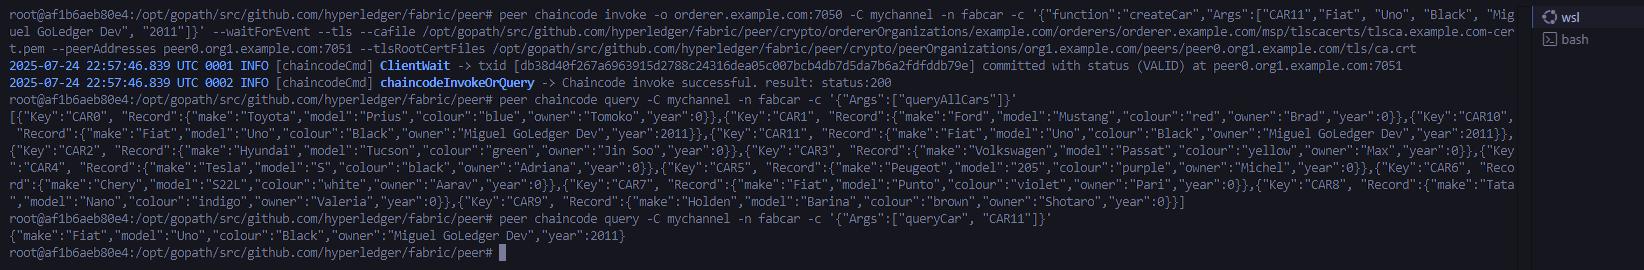 root@af1b6aeb80e4:/opt/gopath/src/github.com/hyperledger/fabric/peer# peer chaincode invoke -o orderer.example.com:7050 -C mychannel -n fabcar -c '{"function":"createCar","Args":["CAR11","Fiat", "Uno", "Black", "Mig
uel GoLedger Dev", "2011"]}' --waitForEvent --tls --cafile /opt/gopath/src/github.com/hyperledger/fabric/peer/crypto/ordererOrganizations/example.com/orderers/orderer.example.com/msp/tlscacerts/tlsca.example.com-cer
t.pem --peerAddresses peer0.org1.example.com:7051 --tlsRootCertFiles /opt/gopath/src/github.com/hyperledger/fabric/peer/crypto/peerOrganizations/org1.example.com/peers/peer0.org1.example.com/tls/ca.crt
2025-07-24 22:57:46.839 UTC 0001 INFO [chaincodeCmd] ClientWait -> txid [db38d40f267a6963915d2788c24316dea05c007bcb4db7d5da7b6a2fdfddb79e] committed with status (VALID) at peer0.org1.example.com:7051
2025-07-24 22:57:46.839 UTC 0002 INFO [chaincodeCmd] chaincodeInvokeOrQuery -> Chaincode invoke successful. result: status:200
root@af1b6aeb80e4:/opt/gopath/src/github.com/hyperledger/fabric/peer# peer chaincode query -C mychannel -n fabcar -c '{"Args":["queryAllCars"]}'
[{"Key":"CAR0", "Record":{"make":"Toyota","model":"Prius","colour":"blue","owner":"Tomoko","year":0}},{"Key":"CAR1", "Record":{"make":"Ford","model":"Mustang","colour":"red","owner":"Brad","year":0}},{"Key":"CAR10",
 "Record":{"make":"Fiat","model":"Uno","colour":"Black","owner":"Miguel GoLedger Dev","year":2011}},{"Key":"CAR11", "Record":{"make":"Fiat","model":"Uno","colour":"Black","owner":"Miguel GoLedger Dev","year":2011}},
{"Key":"CAR2", "Record":{"make":"Hyundai","model":"Tucson","colour":"green","owner":"Jin Soo","year":0}},{"Key":"CAR3", "Record":{"make":"Volkswagen","model":"Passat","colour":"yellow","owner":"Max","year":0}},{"Key
":"CAR4", "Record":{"make":"Tesla","model":"S","colour":"black","owner":"Adriana","year":0}},{"Key":"CAR5", "Record":{"make":"Peugeot","model":"205","colour":"purple","owner":"Michel","year":0}},{"Key":"CAR6", "Reco
rd":{"make":"Chery","model":"S22L","colour":"white","owner":"Aarav","year":0}},{"Key":"CAR7", "Record":{"make":"Fiat","model":"Punto","colour":"violet","owner":"Pari","year":0}},{"Key":"CAR8", "Record":{"make":"Tata"
,"model":"Nano","colour":"indigo","owner":"Valeria","year":0}},{"Key":"CAR9", "Record":{"make":"Holden","model":"Barina","colour":"brown","owner":"Shotaro","year":0}}]
root@af1b6aeb80e4:/opt/gopath/src/github.com/hyperledger/fabric/peer# peer chaincode query -C mychannel -n fabcar -c '{"Args":["queryCar", "CAR11"]}'
{"make":"Fiat","model":"Uno","colour":"Black","owner":"Miguel GoLedger Dev","year":2011}
root@af1b6aeb80e4:/opt/gopath/src/github.com/hyperledger/fabric/peer#
wsl
bash